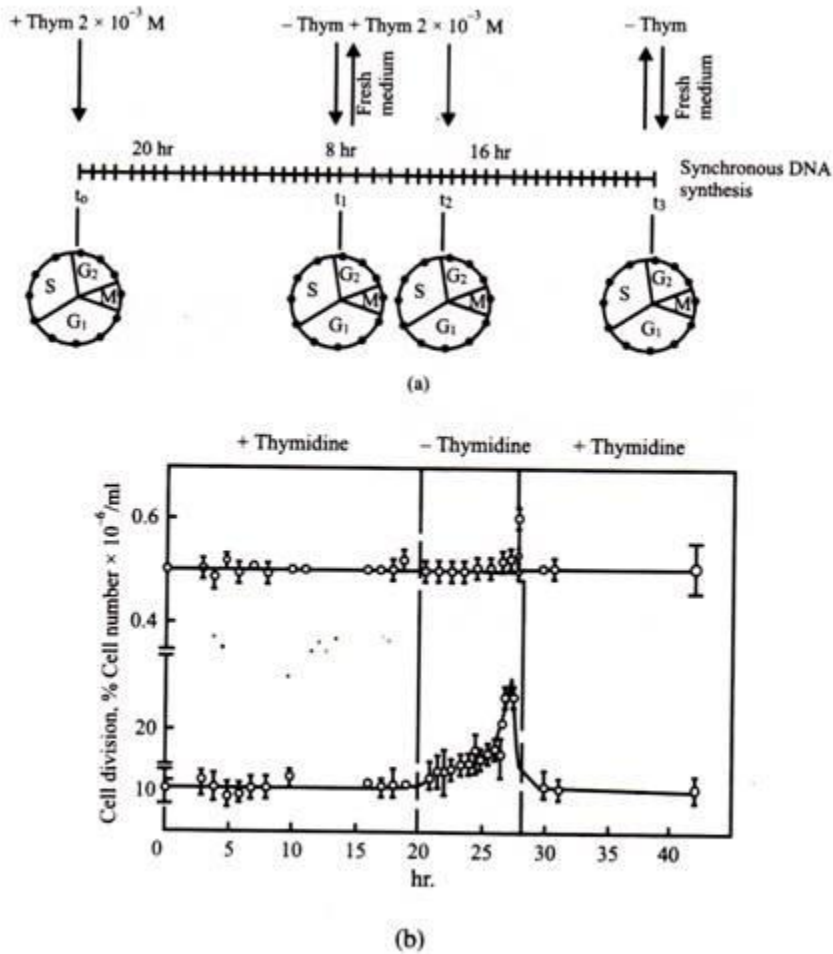 + Thym 2 × 10⁻³ M
− Thym + Thym 2 × 10⁻³ M
− Thym
Fresh medium
Fresh medium
20 hr
8 hr
16 hr
Synchronous DNA
synthesis
t₀
t₁
t₂
t₃
S
G₂
M
G₁
S
G₂
M
G₁
S
G₂
M
G₁
S
G₂
M
G₁
(a)
+ Thymidine
− Thymidine
+ Thymidine
Cell division, % Cell number × 10⁻⁶/ml
0.6
0.4
20
10
0
5
10
15
20
25
30
35
40
hr.
(b)